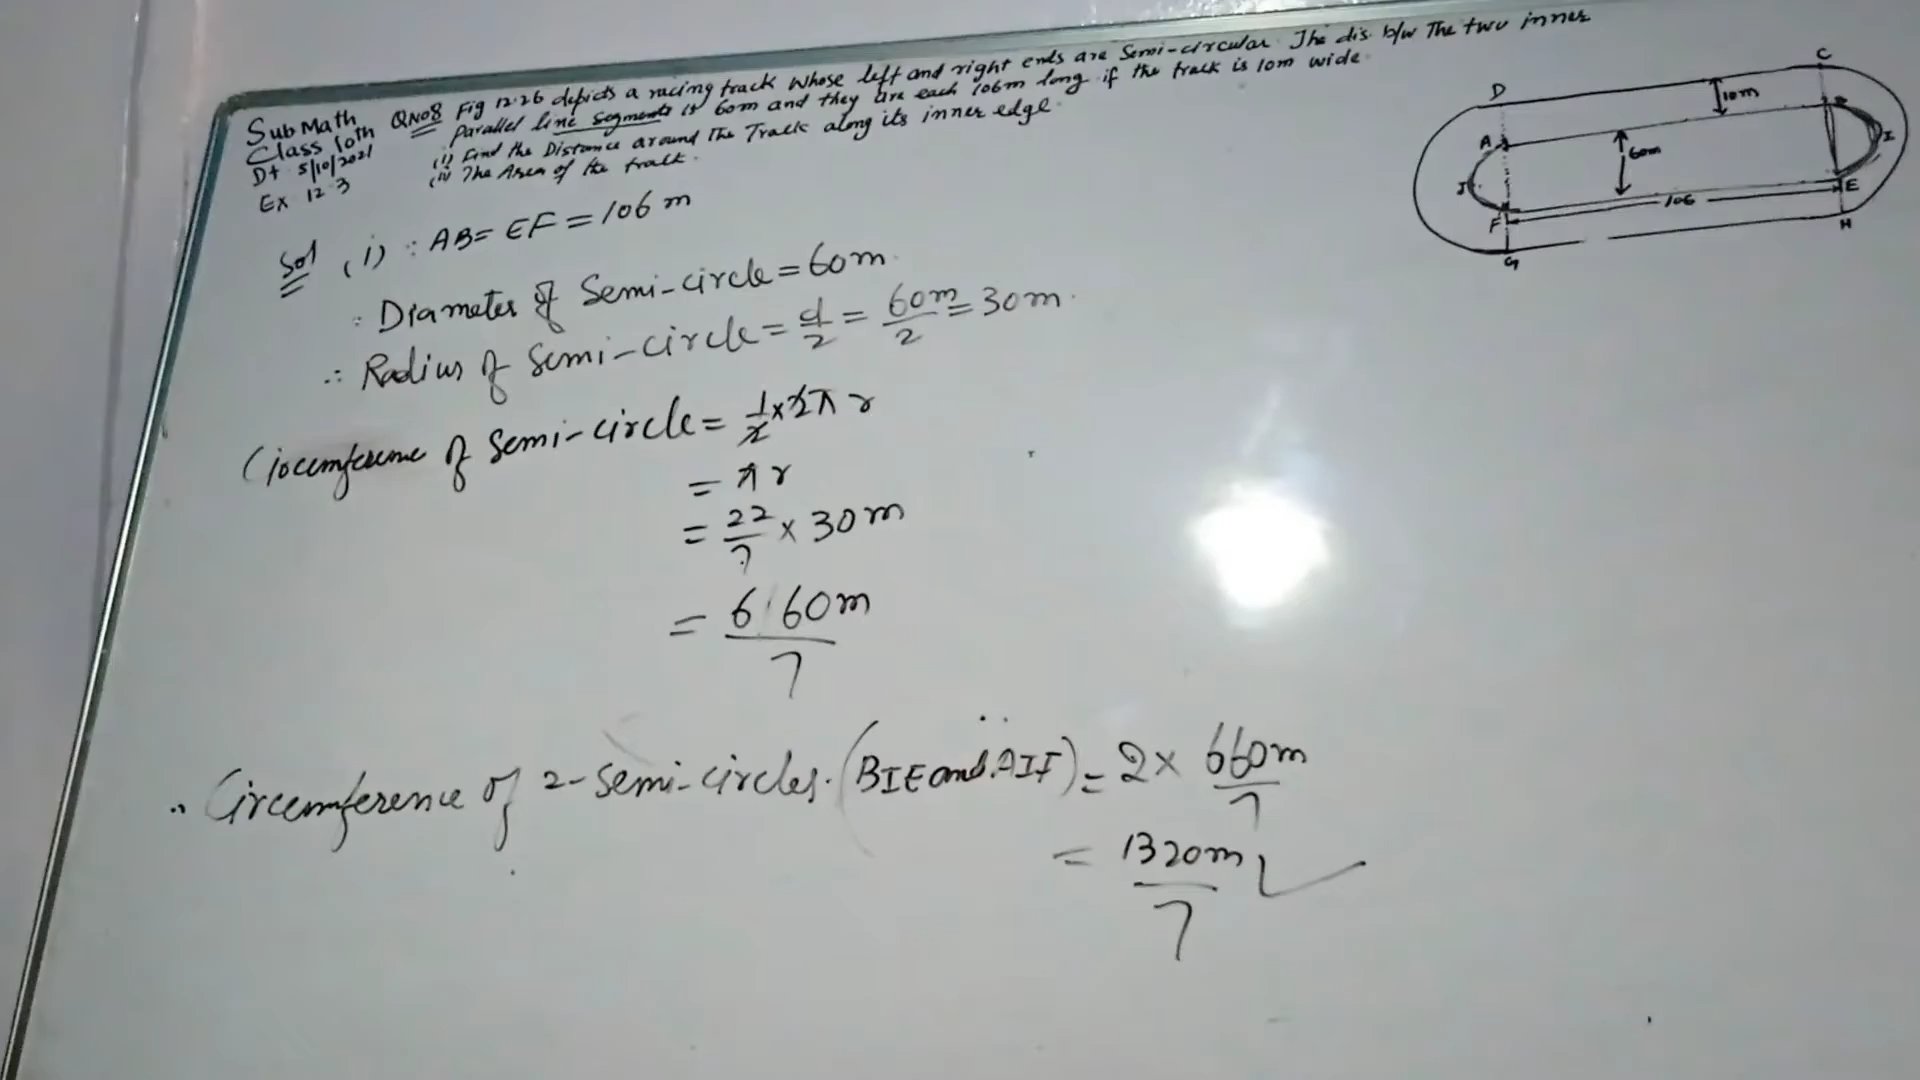 Sub Math
Class 10th
Dt 5/10/2021
Ex 12.3
QNo8 Fig 12.26 depicts a racing track whose left and right ends are Semi-circular. The dis b/w The two inner
Parallel line segments is 60m and they are each 106m long if the track is 10m wide.
(i) Find the Distance around The Track along its inner edge.
(ii) The Area of the track.
D
C
10m
A
B
60m
I
J
E
106
F
H
G
Sol (i) ∵ AB = EF = 106 m
∵ Diameter of Semi-circle = 60m.
∴ Radius of Semi-circle = d/2 = 60m/2 = 30m.
Circumference of Semi-circle = 1/2 × 2πr
= πr
= 22/7 × 30m
= 660m/7
∴ Circumference of 2-Semi-circles. (BIE and AJF) = 2 × 660m/7
= 1320m/7